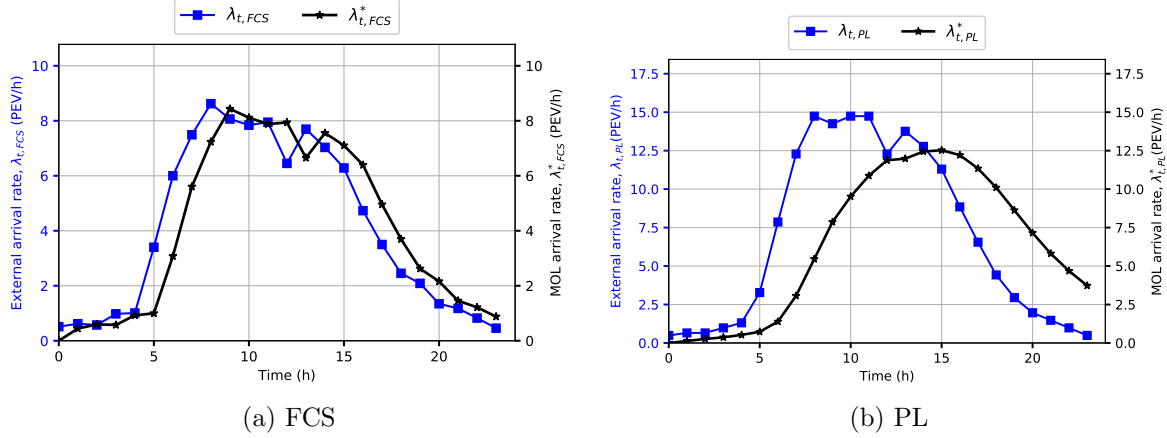 λt,FCS λ*t,FCS
External arrival rate, λt,FCS (PEV/h)
10
8
6
4
2
0
0 5 10 15 20
Time (h)
10
8
6
4
2
0
MOL arrival rate, λ*t,FCS (PEV/h)
(a) FCS
λt,PL λ*t,PL
External arrival rate, λt,PL(PEV/h)
17.5
15.0
12.5
10.0
7.5
5.0
2.5
0.0
0 5 10 15 20
Time (h)
17.5
15.0
12.5
10.0
7.5
5.0
2.5
0.0
MOL arrival rate, λ*t,PL(PEV/h)
(b) PL